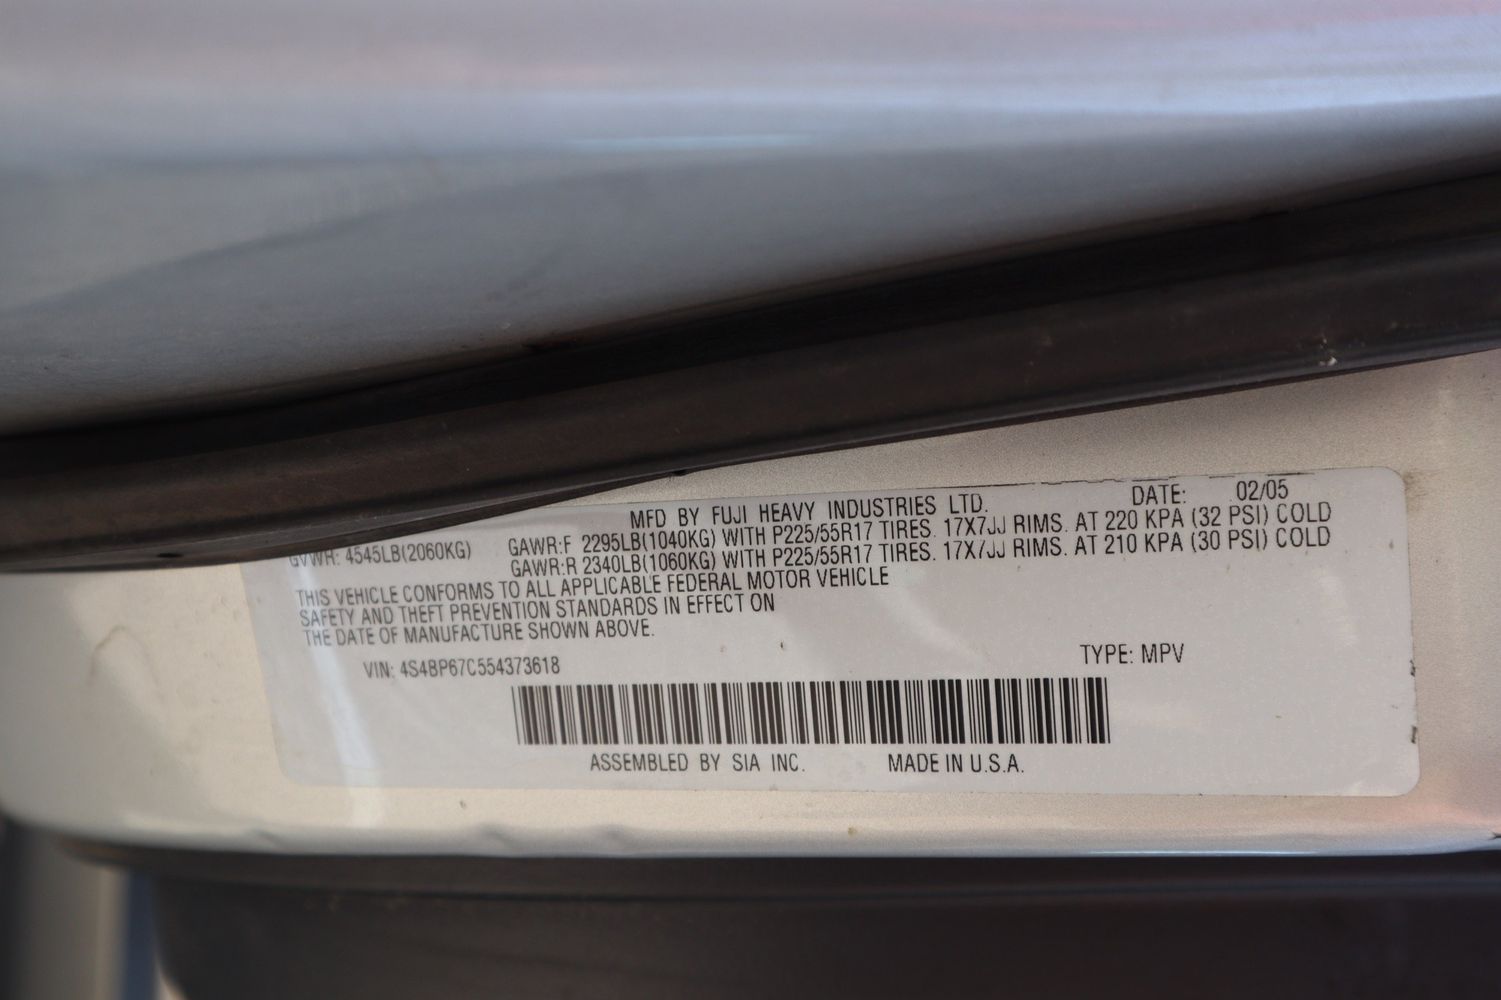 MFD BY FUJI HEAVY INDUSTRIES LTD. DATE: 02/05
GVWR: 4545LB(2060KG) GAWR:F 2295LB(1040KG) WITH P225/55R17 TIRES. 17X7JJ RIMS. AT 220 KPA (32 PSI) COLD
GAWR:R 2340LB(1060KG) WITH P225/55R17 TIRES. 17X7JJ RIMS. AT 210 KPA (30 PSI) COLD
THIS VEHICLE CONFORMS TO ALL APPLICABLE FEDERAL MOTOR VEHICLE
SAFETY AND THEFT PREVENTION STANDARDS IN EFFECT ON
THE DATE OF MANUFACTURE SHOWN ABOVE.
VIN: 4S4BP67C554373618 TYPE: MPV
ASSEMBLED BY SIA INC. MADE IN U.S.A.